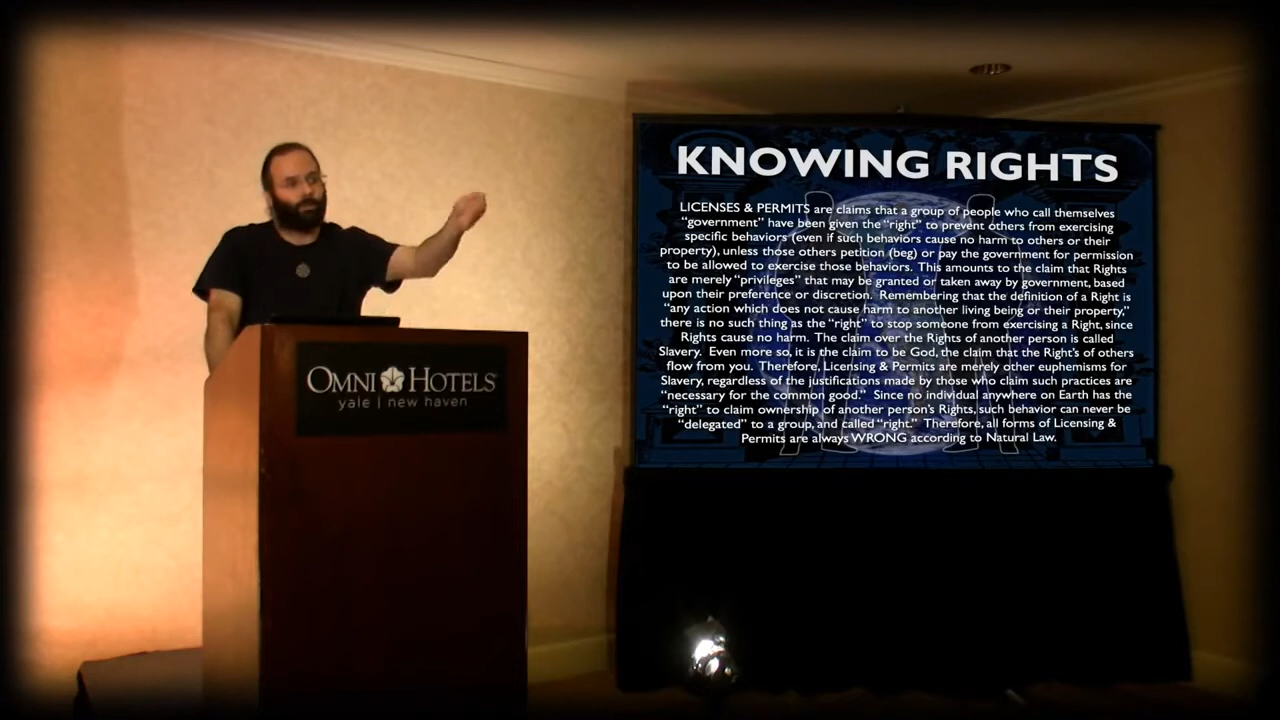 OMNI HOTELS
yale | new haven
KNOWING RIGHTS
LICENSES & PERMITS are claims that a group of people who call themselves
“government” have been given the “right” to prevent others from exercising
specific behaviors (even if such behaviors cause no harm to others or their
property), unless those others petition (beg) or pay the government for permission
to be allowed to exercise those behaviors. This amounts to the claim that Rights
are merely “privileges” that may be granted or taken away by government, based
upon their preference or discretion. Remembering that the definition of a Right is
“any action which does not cause harm to another living being or their property,”
there is no such thing as the “right” to stop someone from exercising a Right, since
Rights cause no harm. The claim over the Rights of another person is called
Slavery. Even more so, it is the claim to be God, the claim that the Right's of others
flow from you. Therefore, Licensing & Permits are merely other euphemisms for
Slavery, regardless of the justifications made by those who claim such practices are
“necessary for the common good.” Since no individual anywhere on Earth has the
“right” to claim ownership of another person's Rights, such behavior can never be
“delegated” to a group, and called “right.” Therefore, all forms of Licensing &
Permits are always WRONG according to Natural Law.